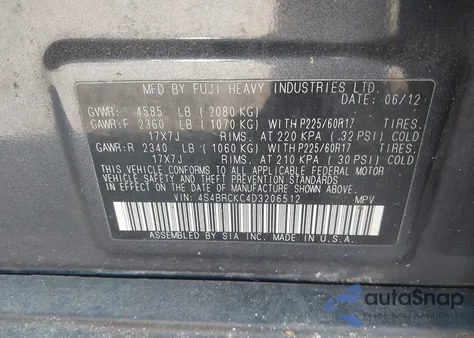 MFD. BY FUJI HEAVY INDUSTRIES LTD.
DATE: 06/12
GVWR: 4585 LB (2080 KG)
GAWR:F 2360 LB (1070 KG) WITH P225/60R17 TIRES.
17X7J RIMS. AT 220 KPA (32 PSI) COLD
GAWR:R 2340 LB (1060 KG) WITH P225/60R17 TIRES.
17X7J RIMS. AT 210 KPA (30 PSI) COLD
THIS VEHICLE CONFORMS TO ALL APPLICABLE FEDERAL MOTOR
VEHICLE SAFETY AND THEFT PREVENTION STANDARDS IN EFFECT
ON THE DATE OF MANUFACTURE SHOWN ABOVE.
VIN: 4S4BRCKC4D3206512 MPV
ASSEMBLED BY SIA INC. MADE IN U.S.A.
autoSnap